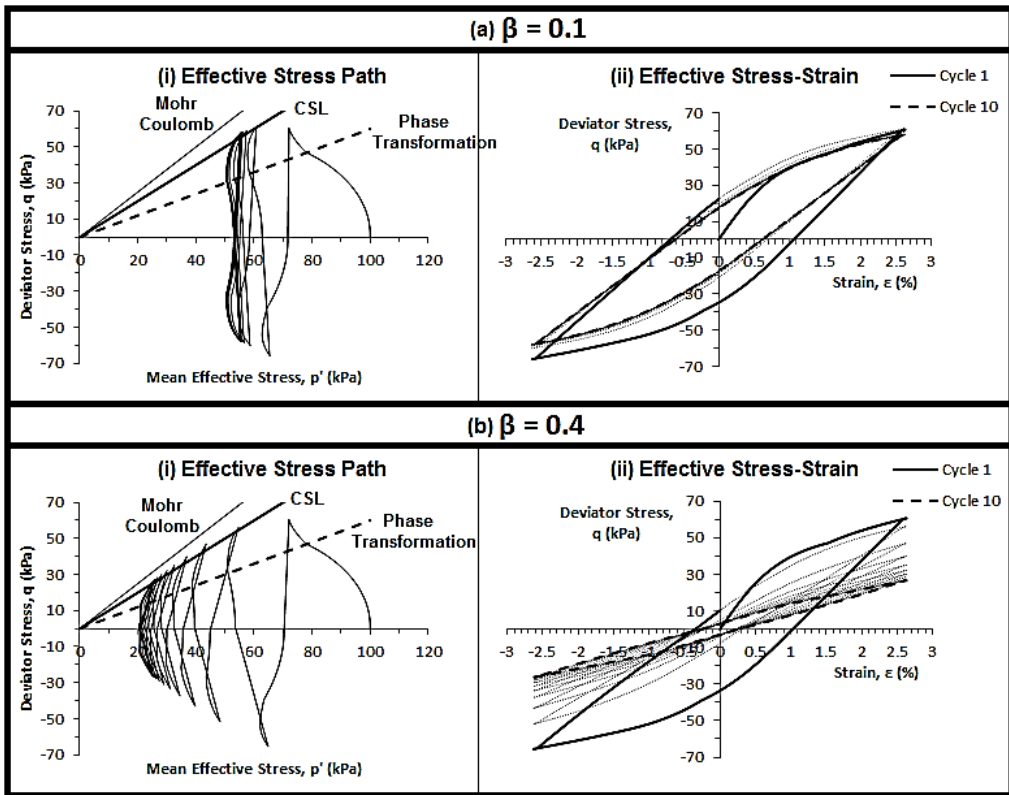 (a) β = 0.1
(i) Effective Stress Path
Mohr
Coulomb
CSL
Phase
Transformation
Deviator Stress, q (kPa)
70
50
30
10
-10
-30
-50
-70
0
20
40
60
80
100
120
Mean Effective Stress, p' (kPa)
(ii) Effective Stress-Strain
Cycle 1
Cycle 10
Deviator Stress,
q (kPa)
70
50
30
10
-10
-30
-50
-70
-3
-2.5
-2
-1.5
-1
-0.5
0
0.5
1
1.5
2
2.5
3
Strain, ε (%)
(b) β = 0.4
(i) Effective Stress Path
Mohr
Coulomb
CSL
Phase
Transformation
Deviator Stress, q (kPa)
70
50
30
10
-10
-30
-50
-70
0
20
40
60
80
100
120
Mean Effective Stress, p' (kPa)
(ii) Effective Stress-Strain
Cycle 1
Cycle 10
Deviator Stress,
q (kPa)
70
50
30
10
-10
-30
-50
-70
-3
-2.5
-2
-1.5
-1
-0.5
0
0.5
1
1.5
2
2.5
3
Strain, ε (%)